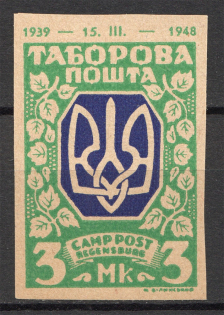 1939 — 15. III. — 1948
ТАБОРОВА
ПОШТА
CAMP POST
REGENSBURG
3 Мк 3